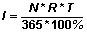 I = N * R * T
365 * 100%